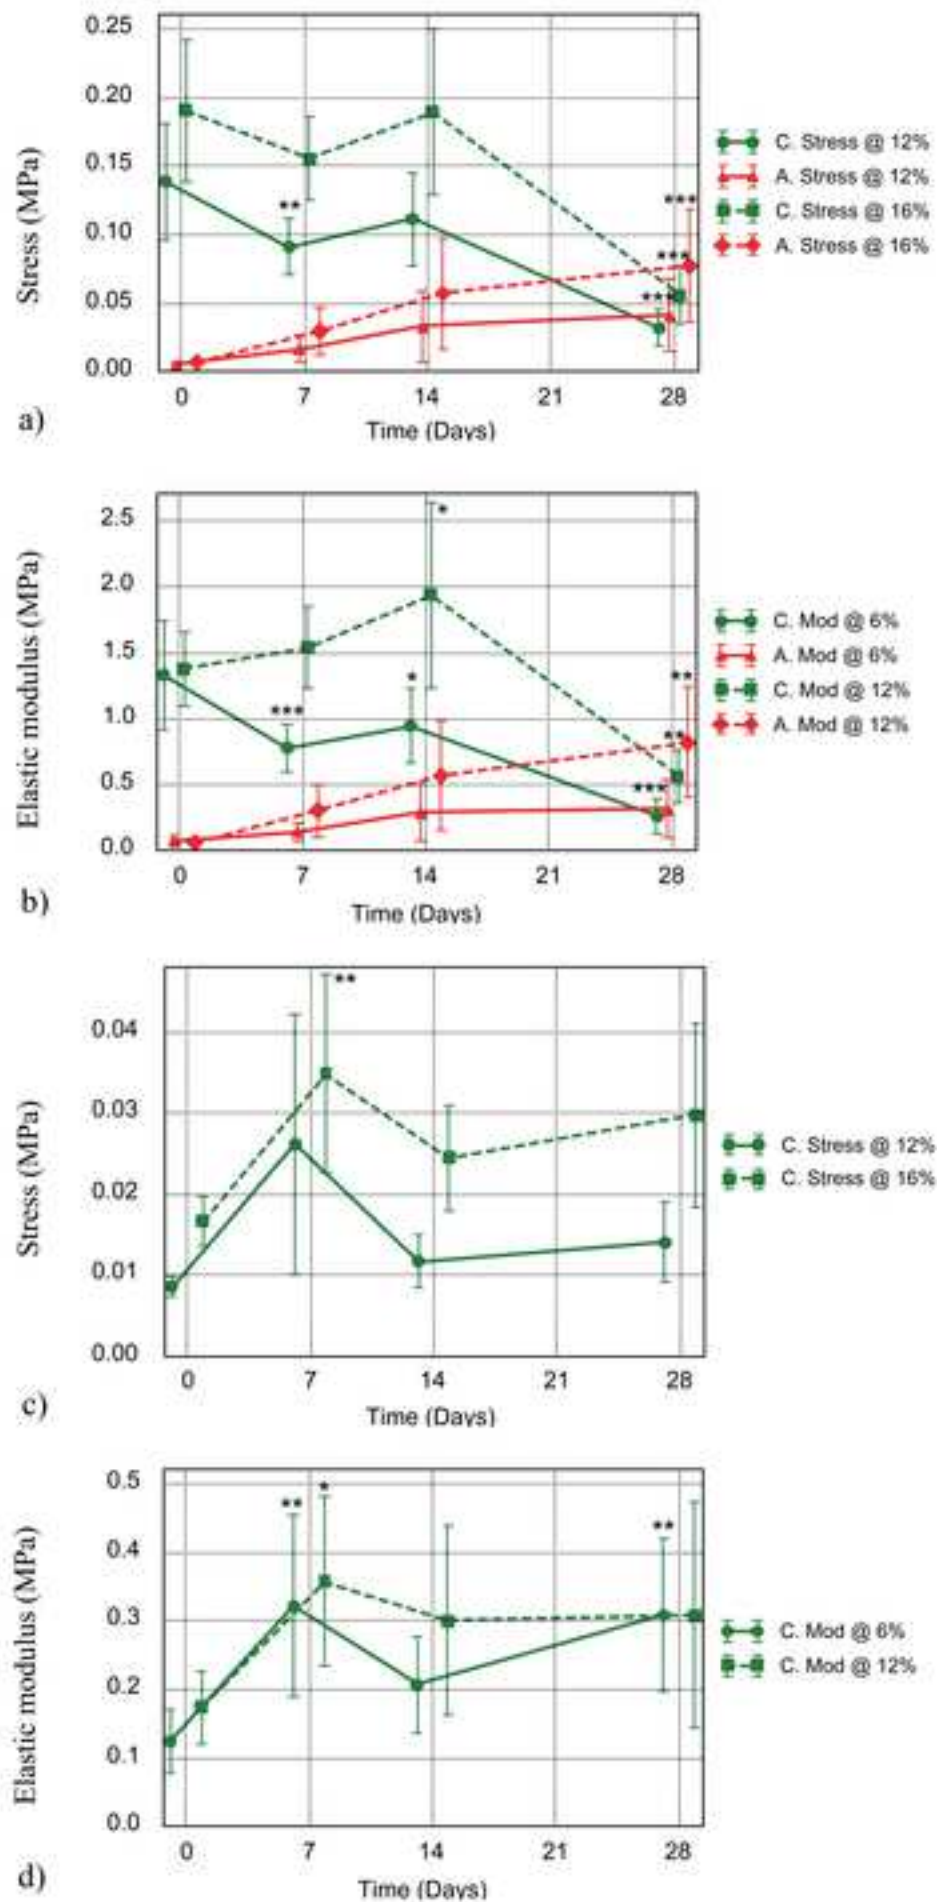 0.25
0.20
0.15
0.10
0.05
0.00
Stress (MPa)
**
***
***
***
0 7 14 21 28
Time (Days)
C. Stress @ 12%
A. Stress @ 12%
C. Stress @ 16%
A. Stress @ 16%
a)
2.5
2.0
1.5
1.0
0.5
0.0
Elastic modulus (MPa)
***
*
*
**
**
***
0 7 14 21 28
Time (Days)
C. Mod @ 6%
A. Mod @ 6%
C. Mod @ 12%
A. Mod @ 12%
b)
0.04
0.03
0.02
0.01
0.00
Stress (MPa)
**
0 7 14 21 28
Time (Days)
C. Stress @ 12%
C. Stress @ 16%
c)
0.5
0.4
0.3
0.2
0.1
0.0
Elastic modulus (MPa)
**
*
**
0 7 14 21 28
Time (Days)
C. Mod @ 6%
C. Mod @ 12%
d)